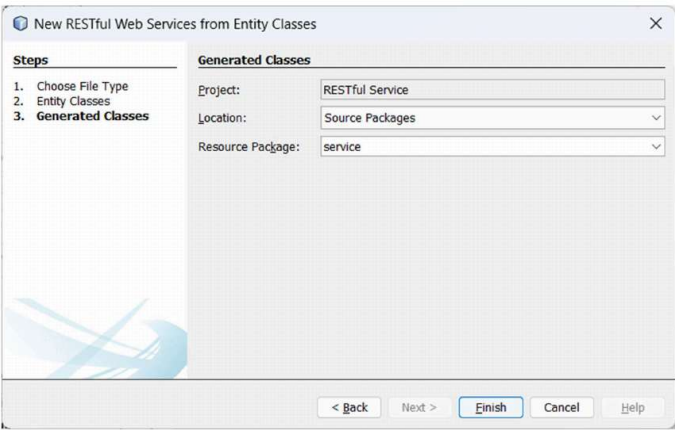 New RESTful Web Services from Entity Classes
Steps
1. Choose File Type
2. Entity Classes
3. Generated Classes
Generated Classes
Project: RESTful Service
Location: Source Packages
Resource Package: service
< Back Next > Finish Cancel Help